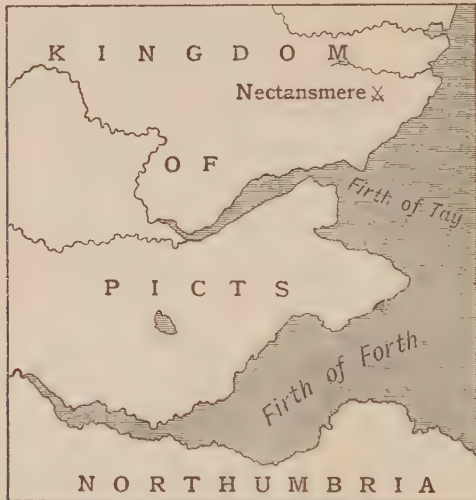 KINGDOM
Nectansmere
OF
Firth of Tay
PICTS
Firth of Forth
NORTHUMBRIA